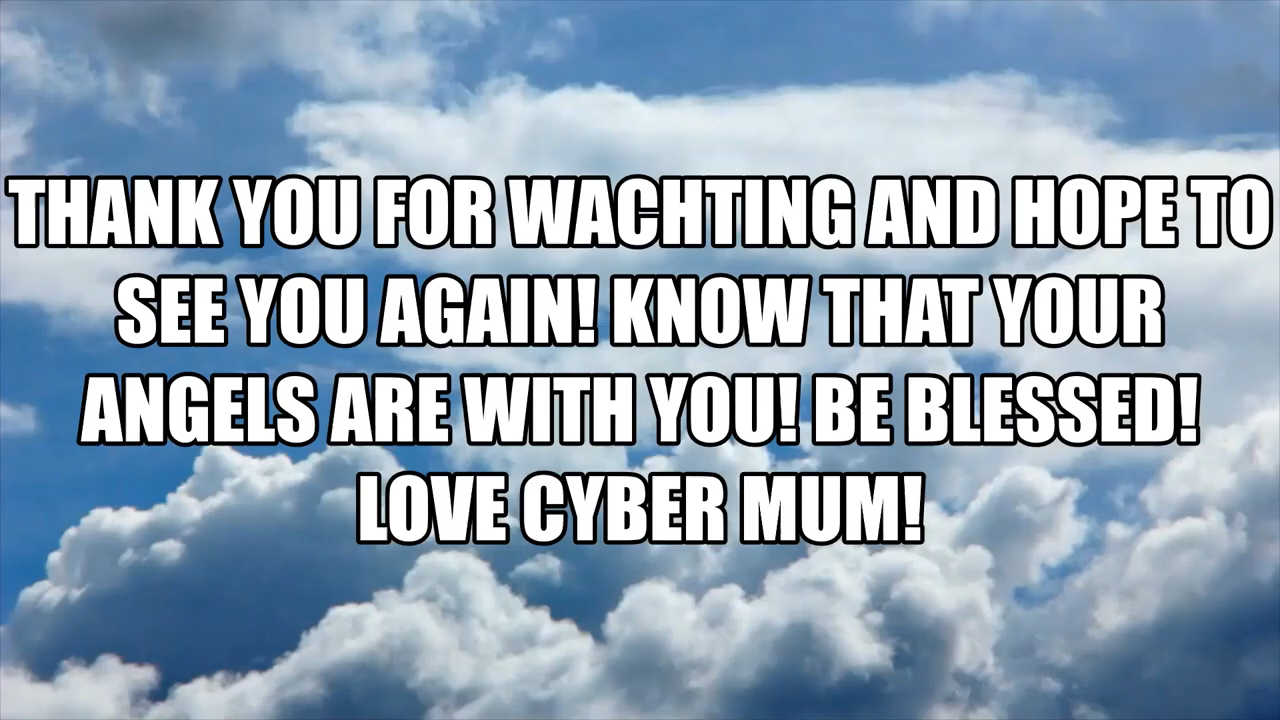 THANK YOU FOR WACHTING AND HOPE TO
SEE YOU AGAIN! KNOW THAT YOUR
ANGELS ARE WITH YOU! BE BLESSED!
LOVE CYBER MUM!